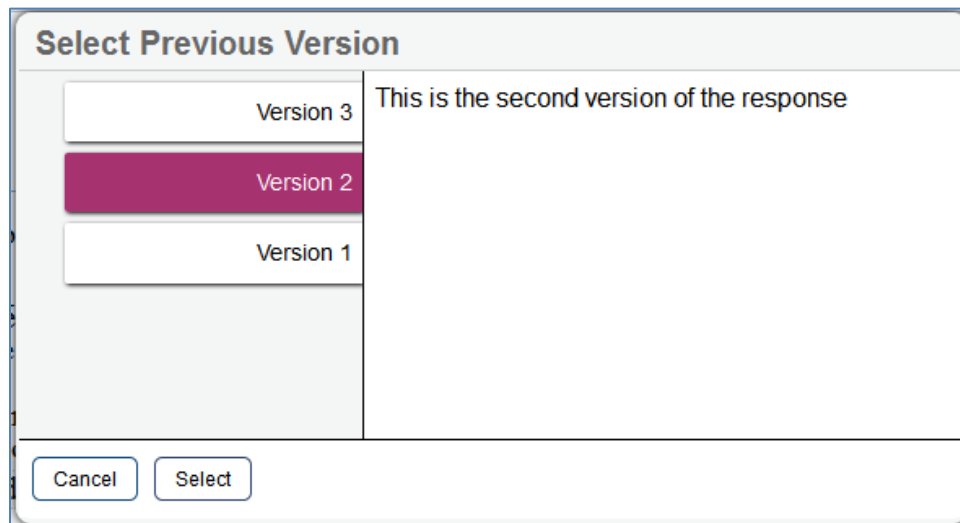 Select Previous Version
Version 3
Version 2
Version 1
This is the second version of the response
Cancel
Select